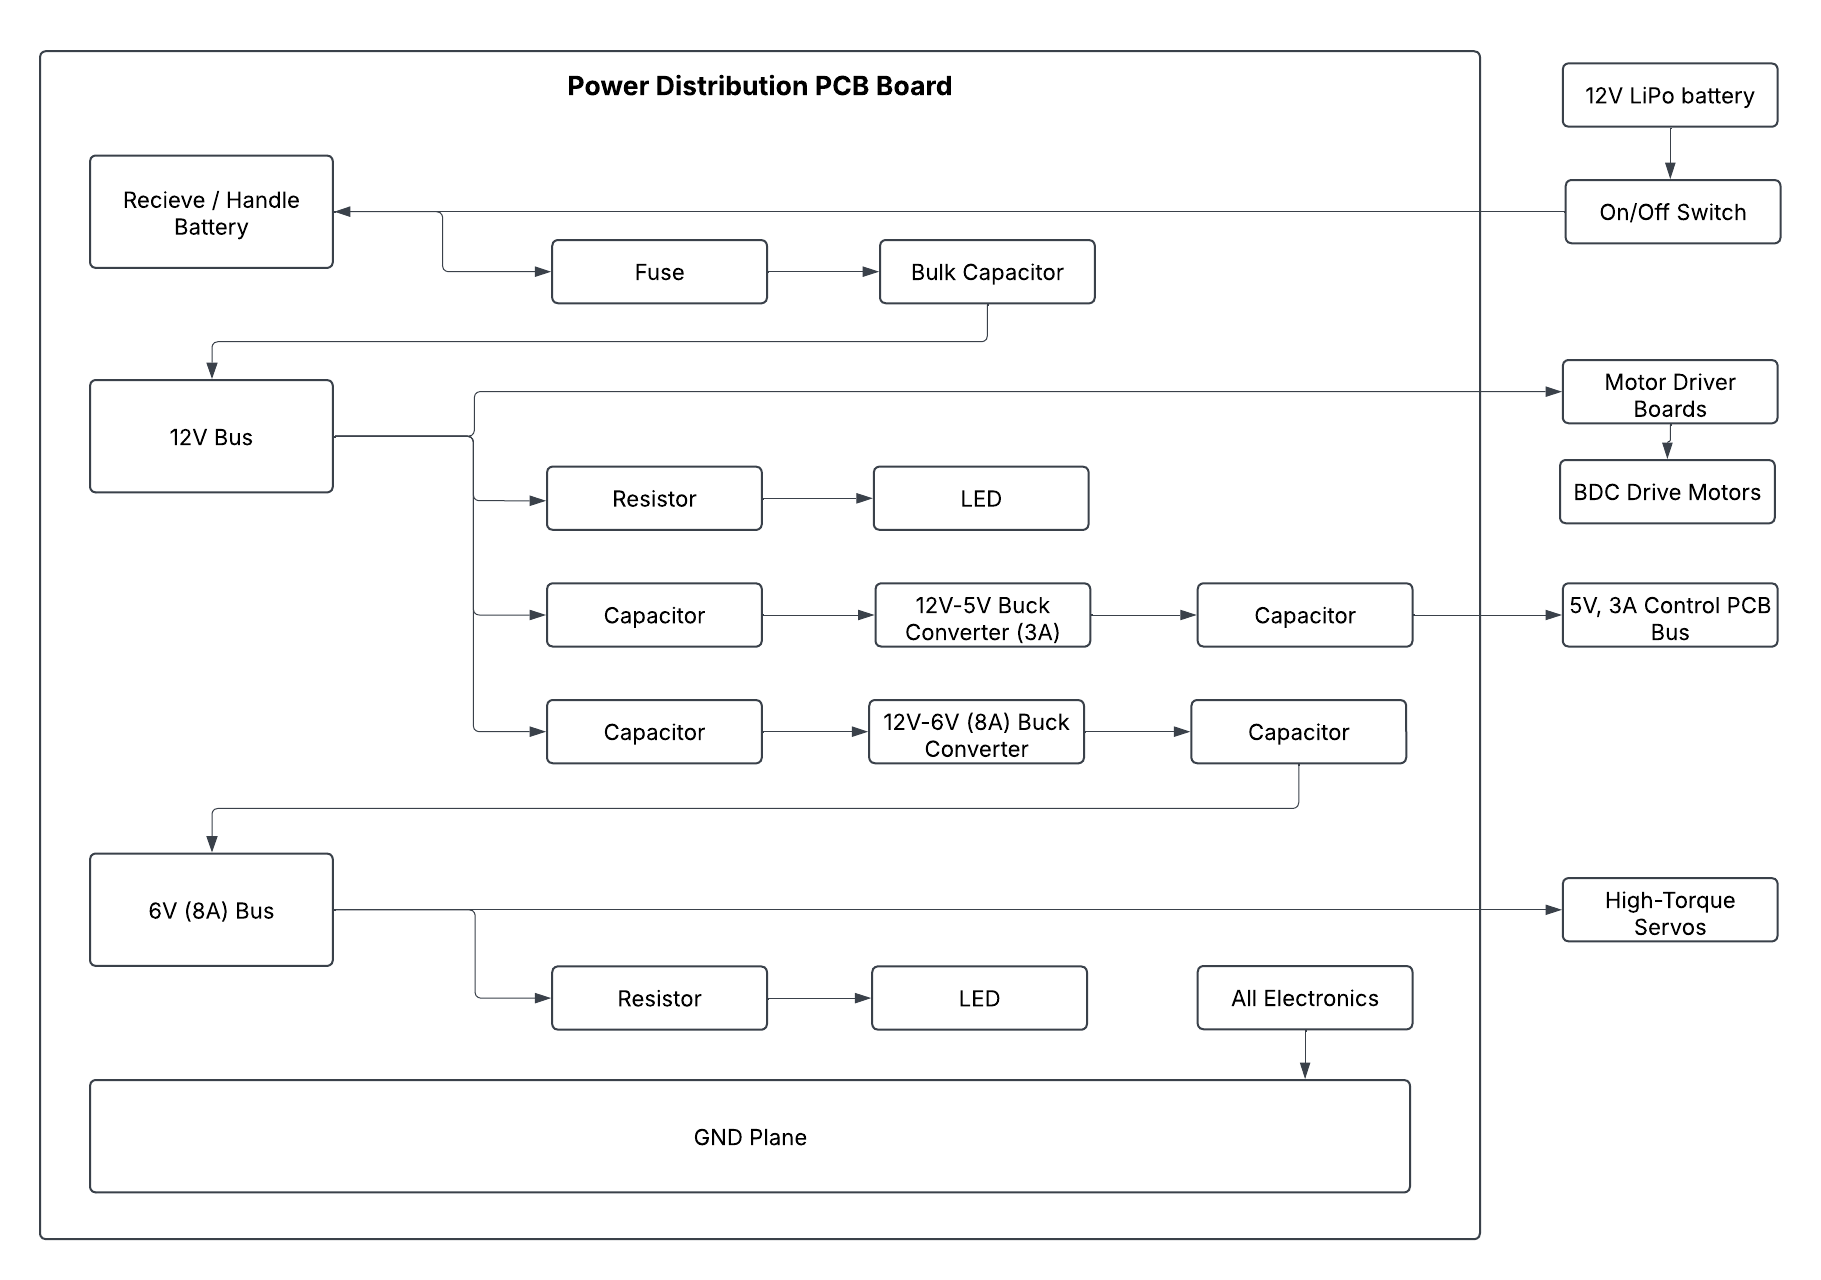 Power Distribution PCB Board
12V LiPo battery
Recieve / Handle
Battery
On/Off Switch
Fuse
Bulk Capacitor
12V Bus
Motor Driver
Boards
Resistor
LED
BDC Drive Motors
Capacitor
12V-5V Buck
Converter (3A)
Capacitor
5V, 3A Control PCB
Bus
Capacitor
12V-6V (8A) Buck
Converter
Capacitor
6V (8A) Bus
High-Torque
Servos
Resistor
LED
All Electronics
GND Plane